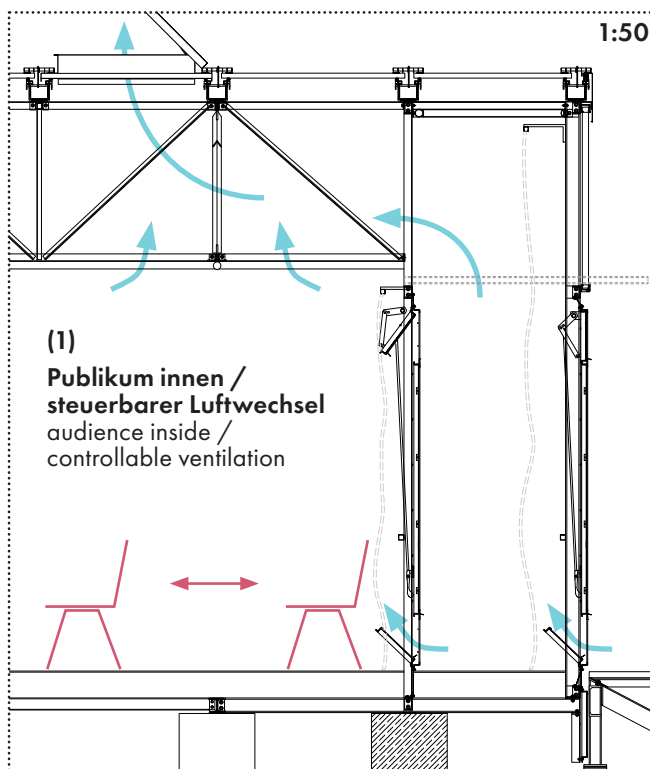 1:50
(1)
Publikum innen /
steuerbarer Luftwechsel
audience inside /
controllable ventilation